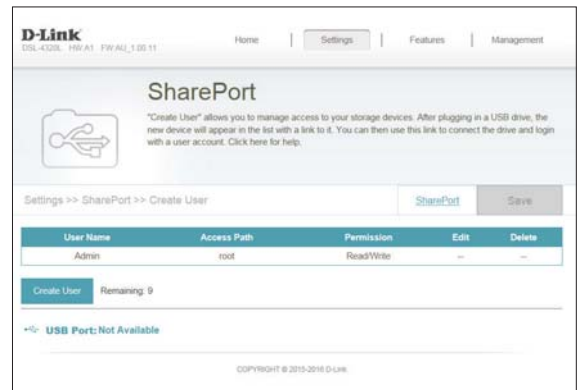 D-Link
DSL-4320L HW:A1 FW:AU_1.00.11
Home | Settings | Features | Management
SharePort
"Create User" allows you to manage access to your storage devices. After plugging in a USB drive, the
new device will appear in the list with a link to it. You can then use this link to connect the drive and login
with a user account. Click here for help.
Settings >> SharePort >> Create User
SharePort
Save
User Name Access Path Permission Edit Delete
Admin root Read/Write -- --
Create User Remaining: 9
USB Port: Not Available
COPYRIGHT © 2015-2016 D-Link